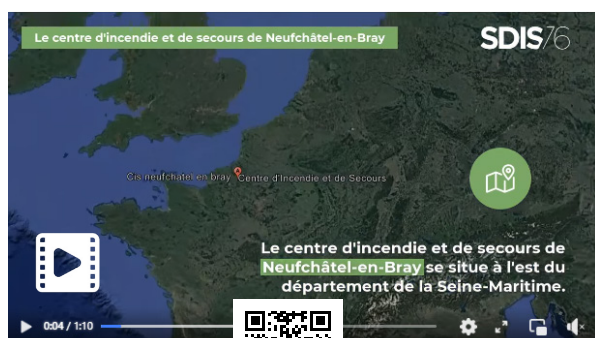 Le centre d'incendie et de secours de Neufchâtel-en-Bray
SDIS76
Cis neufchatel en bray
Centre d'Incendie et de Secours
Le centre d'incendie et de secours de
Neufchâtel-en-Bray se situe à l'est du
département de la Seine-Maritime.
0:04 / 1:10